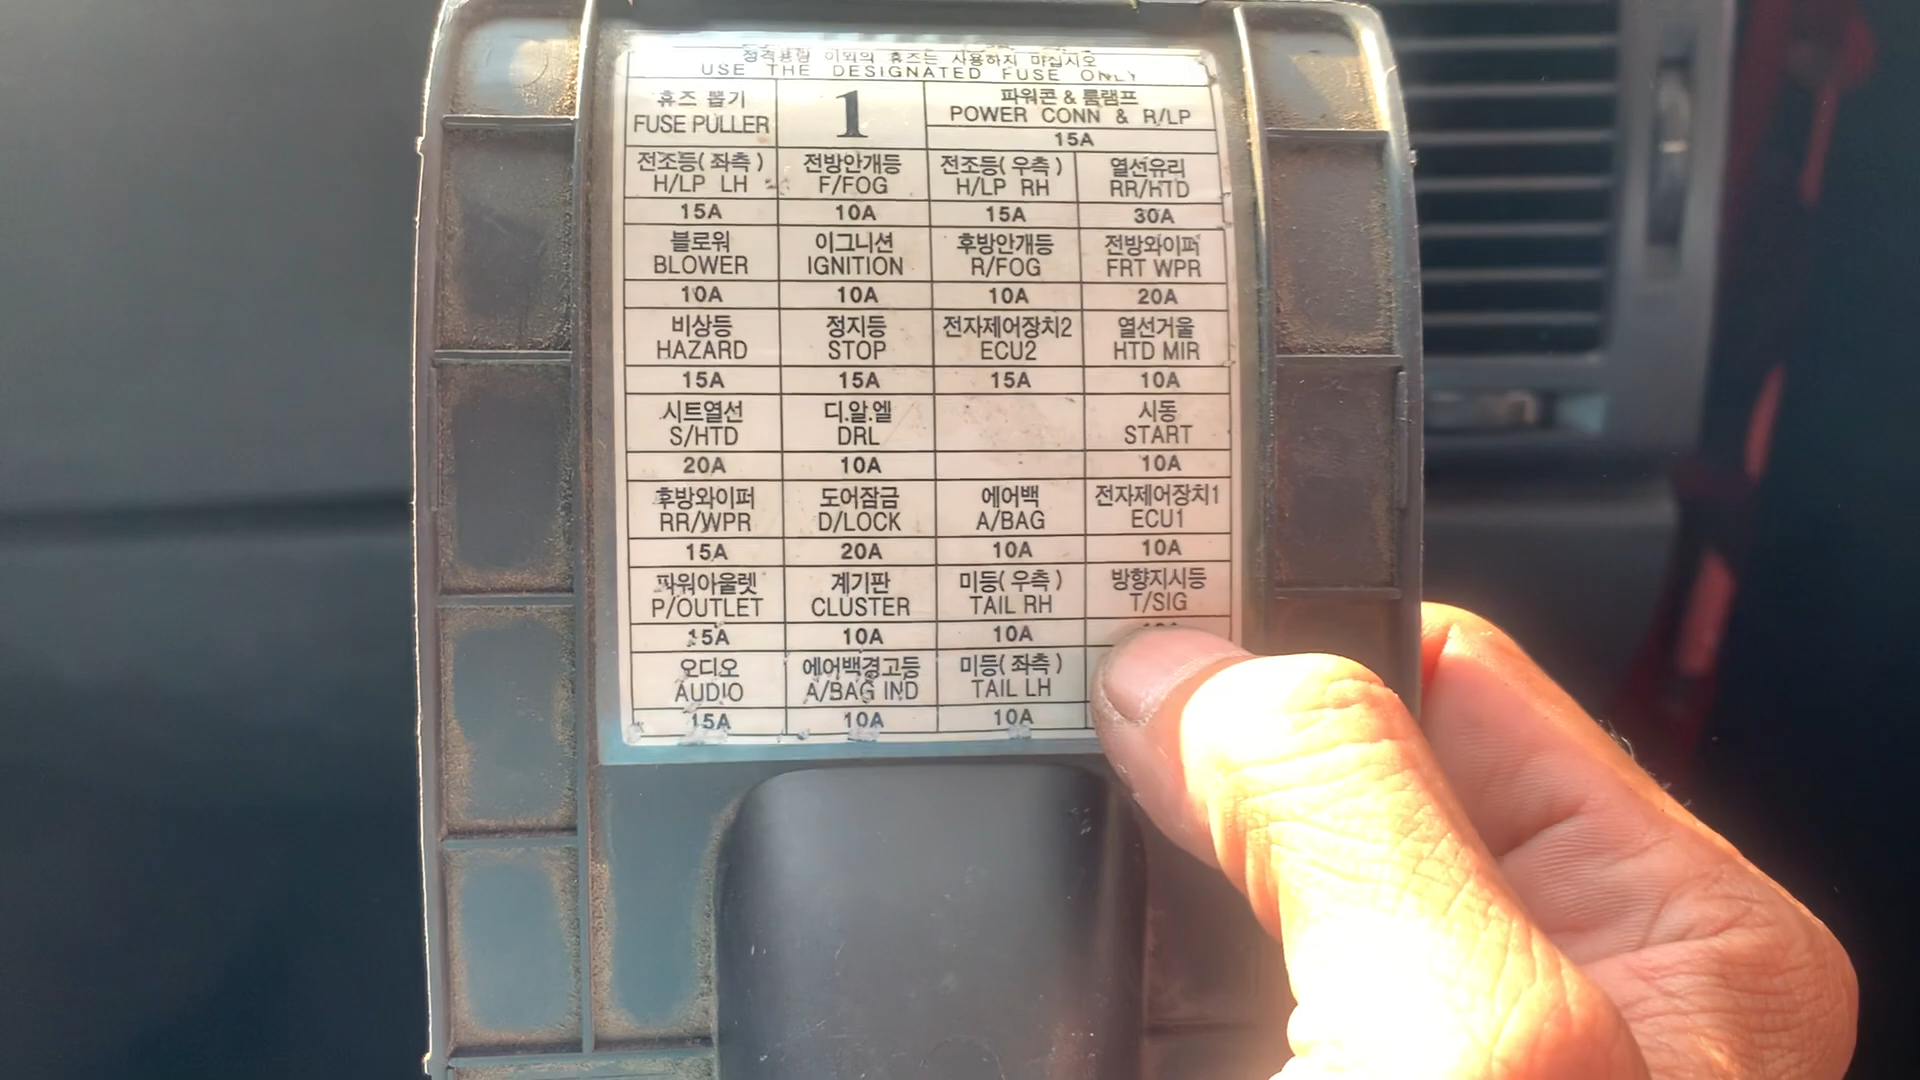 정격용량 이외의 휴즈는 사용하지 마십시오
USE THE DESIGNATED FUSE ONLY
휴즈 뽑기
FUSE PULLER
1
파워콘 & 룸램프
POWER CONN & R/LP
15A
전조등(좌측) 전방안개등 전조등(우측) 열선유리
H/LP LH F/FOG H/LP RH RR/HTD
15A 10A 15A 30A
블로워 이그니션 후방안개등 전방와이퍼
BLOWER IGNITION R/FOG FRT WPR
10A 10A 10A 20A
비상등 정지등 전자제어장치2 열선거울
HAZARD STOP ECU2 HTD MIR
15A 15A 15A 10A
시트열선 디.알.엘 시동
S/HTD DRL START
20A 10A 10A
후방와이퍼 도어잠금 에어백 전자제어장치1
RR/WPR D/LOCK A/BAG ECU1
15A 20A 10A 10A
파워아울렛 계기판 미등(우측) 방향지시등
P/OUTLET CLUSTER TAIL RH T/SIG
15A 10A 10A
오디오 에어백경고등 미등(좌측)
AUDIO A/BAG IND TAIL LH
15A 10A 10A